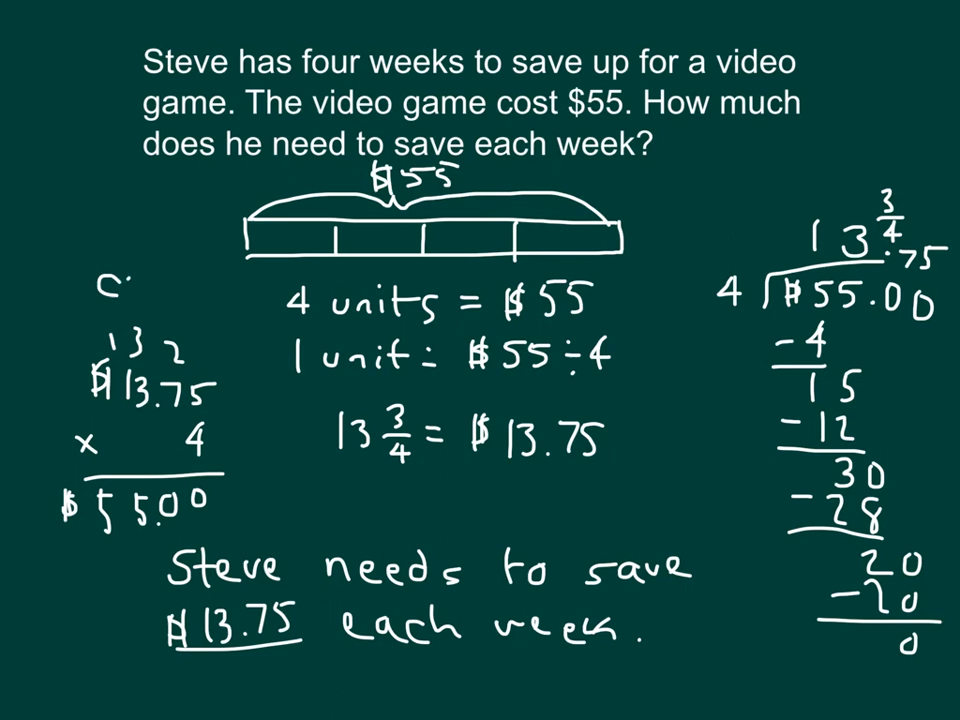 Steve has four weeks to save up for a video
game. The video game cost $55. How much
does he need to save each week?
$55
4 units = $55
1 unit = $55 ÷ 4
13 3/4 = $13.75
C
1 3 2
$13.75
x 4
$55.00
13 3/4
.75
4 $55.00
- 4
15
- 12
30
- 28
20
- 20
0
Steve needs to save
$13.75 each week.